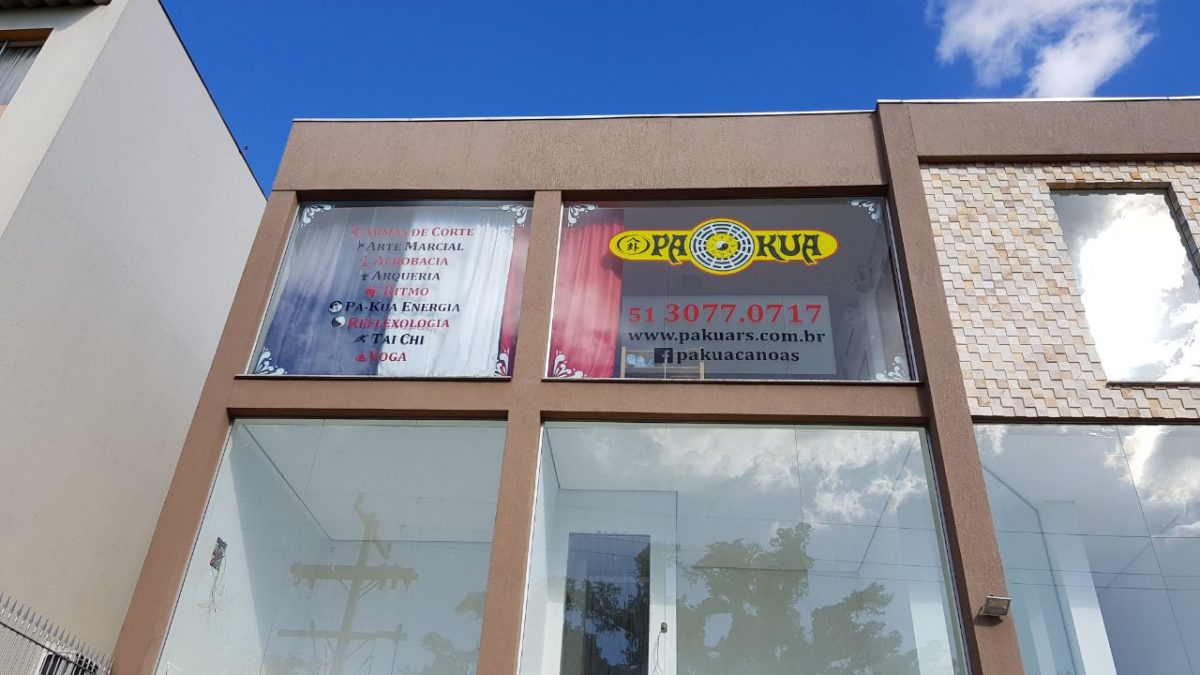 Armas de Corte
Arte Marcial
Acrobacia
Arqueria
Ritmo
Pa-Kua Energia
Reflexologia
Tai Chi
Yoga
PA KUA
51 3077.0717
www.pakuars.com.br
pakuacanoas